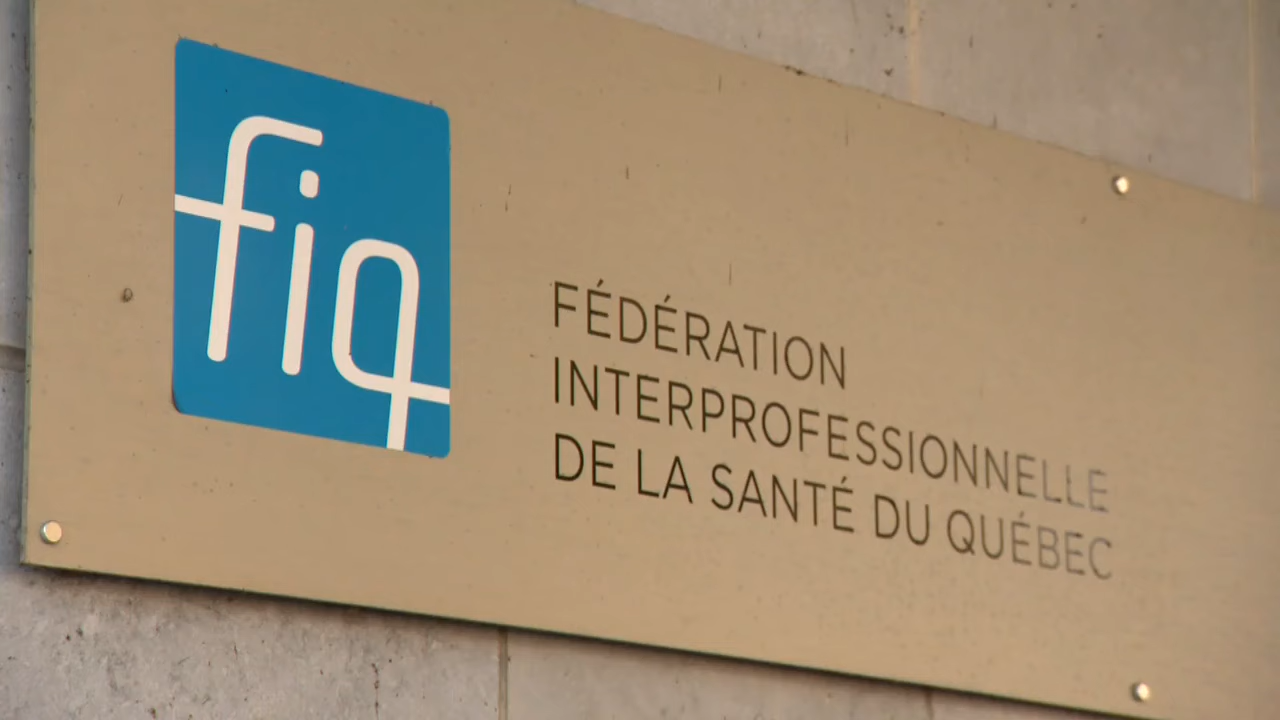 fiq
FÉDÉRATION
INTERPROFESSIONNELLE
DE LA SANTÉ DU QUÉBEC